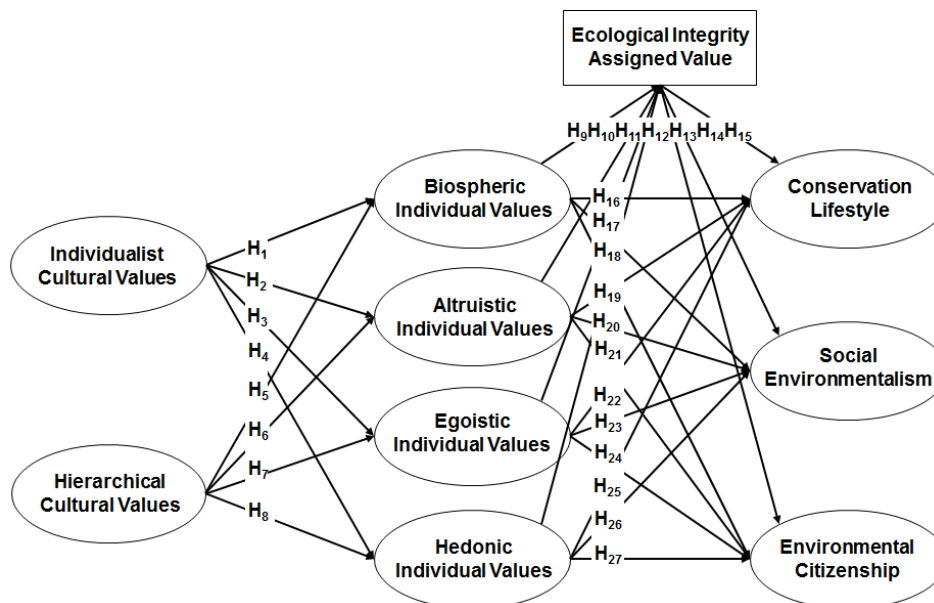 Ecological Integrity
Assigned Value
H₉H₁₀H₁₁H₁₂H₁₃H₁₄H₁₅
Biospheric
Individual Values
Conservation
Lifestyle
Individualist
Cultural Values
Altruistic
Individual Values
Social
Environmentalism
Egoistic
Individual Values
Hierarchical
Cultural Values
Hedonic
Individual Values
Environmental
Citizenship
H₁
H₂
H₃
H₄
H₅
H₆
H₇
H₈
H₁₆
H₁₇
H₁₈
H₁₉
H₂₀
H₂₁
H₂₂
H₂₃
H₂₄
H₂₅
H₂₆
H₂₇